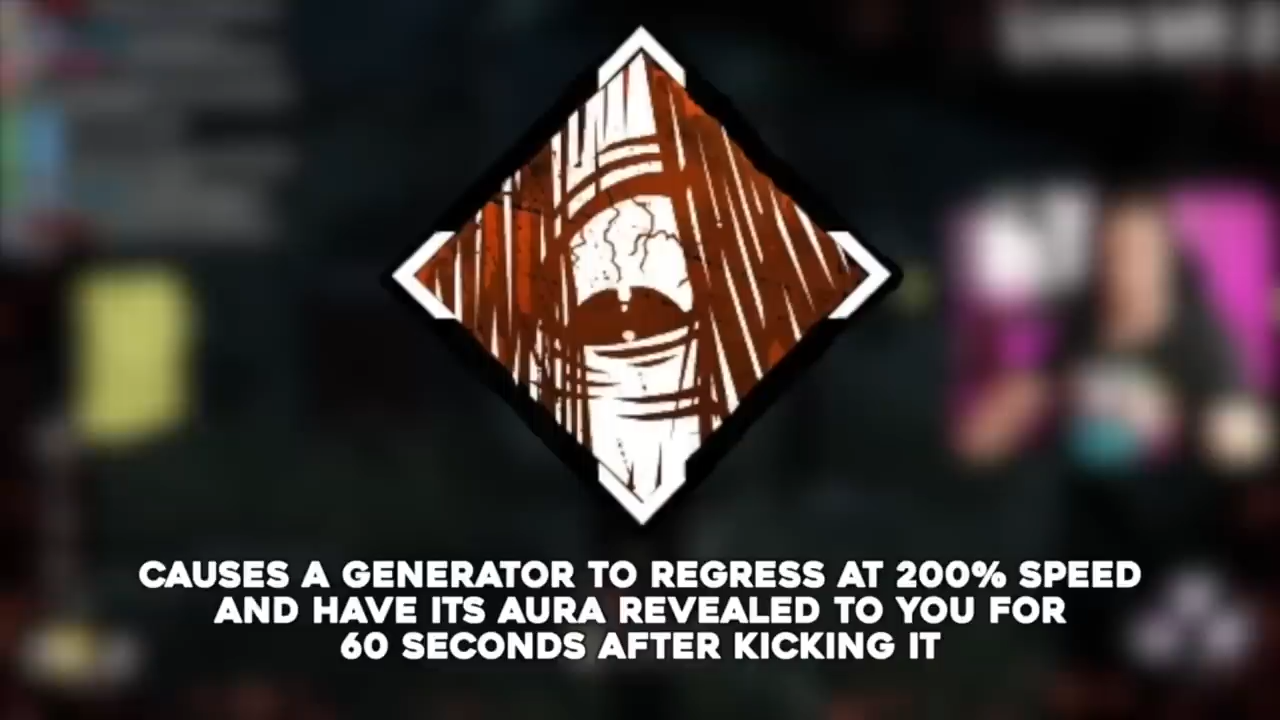 CAUSES A GENERATOR TO REGRESS AT 200% SPEED
AND HAVE ITS AURA REVEALED TO YOU FOR
60 SECONDS AFTER KICKING IT